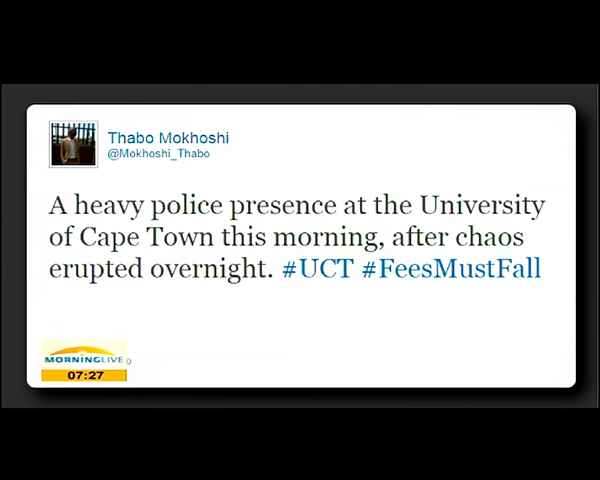 Thabo Mokhoshi
@Mokhoshi_Thabo
A heavy police presence at the University
of Cape Town this morning, after chaos
erupted overnight. #UCT #FeesMustFall
MORNINGLIVE
07:27